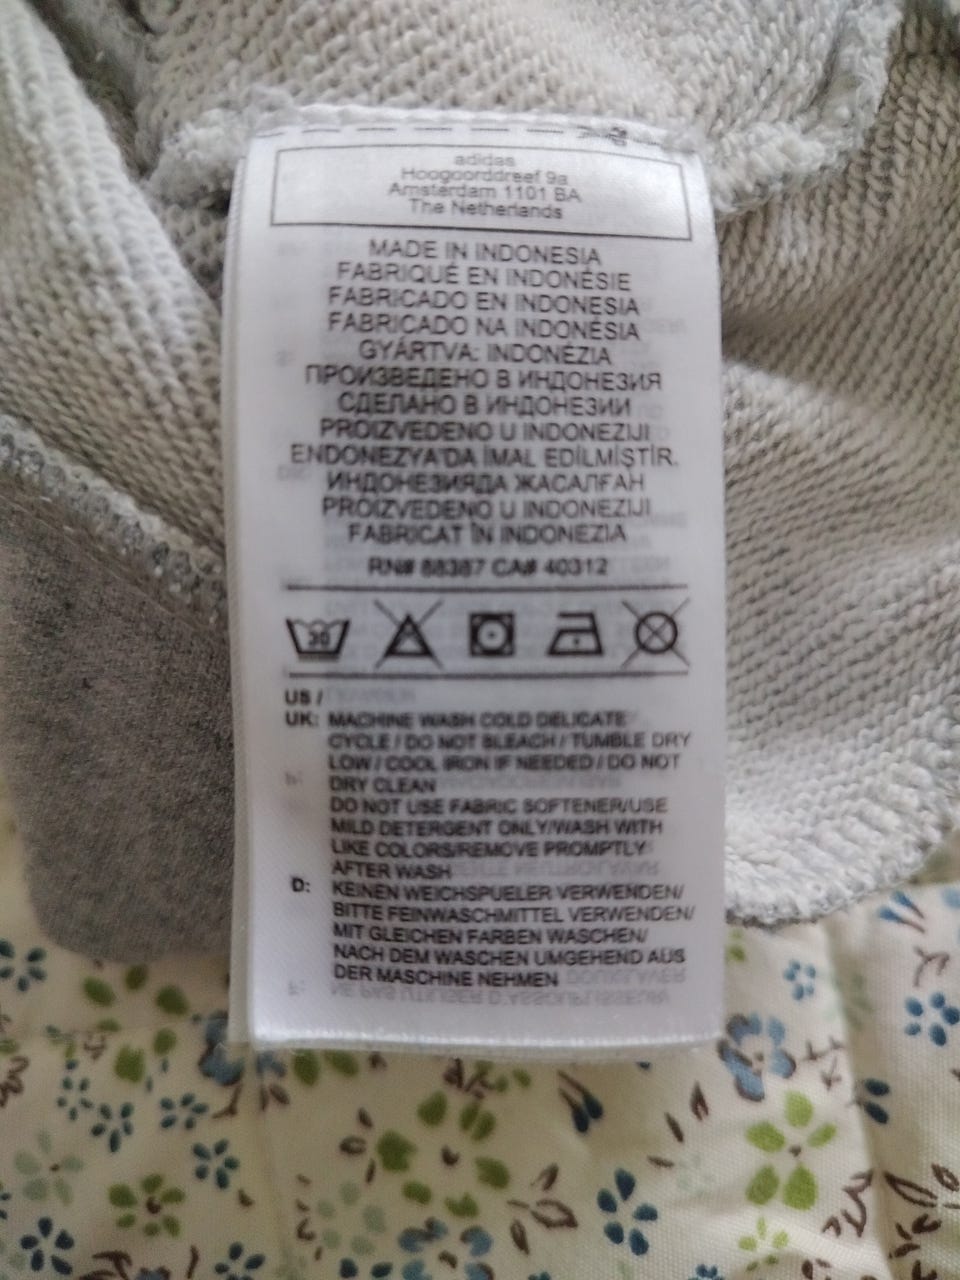 adidas
Hoogoorddreef 9a
Amsterdam 1101 BA
The Netherlands
MADE IN INDONESIA
FABRIQUÉ EN INDONÉSIE
FABRICADO EN INDONESIA
FABRICADO NA INDONÉSIA
GYÁRTVA: INDONÉZIA
ПРОИЗВЕДЕНО В ИНДОНЕЗИЯ
СДЕЛАНО В ИНДОНЕЗИИ
PROIZVEDENO U INDONEZIJI
ENDONEZYA'DA İMAL EDİLMİŞTİR.
ИНДОНЕЗИЯДА ЖАСАЛҒАН
PROIZVEDENO U INDONEZIJI
FABRICAT ÎN INDONEZIA
RN# 88387 CA# 40312
30
US /
UK: MACHINE WASH COLD DELICATE
CYCLE / DO NOT BLEACH / TUMBLE DRY
LOW / COOL IRON IF NEEDED / DO NOT
DRY CLEAN
DO NOT USE FABRIC SOFTENER/USE
MILD DETERGENT ONLY/WASH WITH
LIKE COLORS/REMOVE PROMPTLY
AFTER WASH
D: KEINEN WEICHSPUELER VERWENDEN/
BITTE FEINWASCHMITTEL VERWENDEN/
MIT GLEICHEN FARBEN WASCHEN/
NACH DEM WASCHEN UMGEHEND AUS
DER MASCHINE NEHMEN